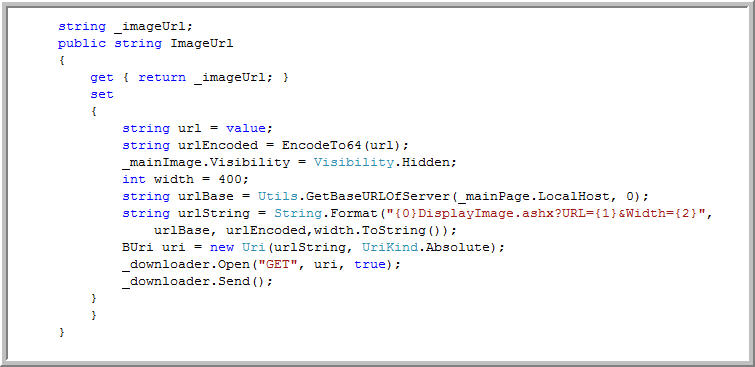 string _imageUrl;
public string ImageUrl
{
get { return _imageUrl; }
set
{
string url = value;
string urlEncoded = EncodeTo64(url);
_mainImage.Visibility = Visibility.Hidden;
int width = 400;
string urlBase = Utils.GetBaseURLOfServer(_mainPage.LocalHost, 0);
string urlString = String.Format("{0}DisplayImage.ashx?URL={1}&Width={2}",
urlBase, urlEncoded,width.ToString());
BUri uri = new Uri(urlString, UriKind.Absolute);
_downloader.Open("GET", uri, true);
_downloader.Send();
}
}
}